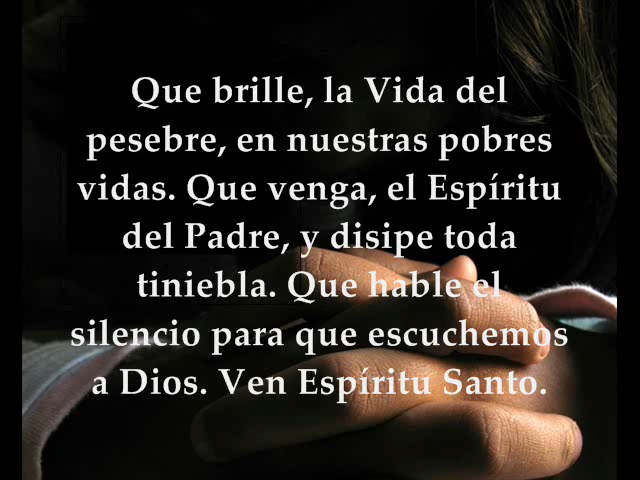 Que brille, la Vida del
pesebre, en nuestras pobres
vidas. Que venga, el Espíritu
del Padre, y disipe toda
tiniebla. Que hable el
silencio para que escuchemos
a Dios. Ven Espíritu Santo.